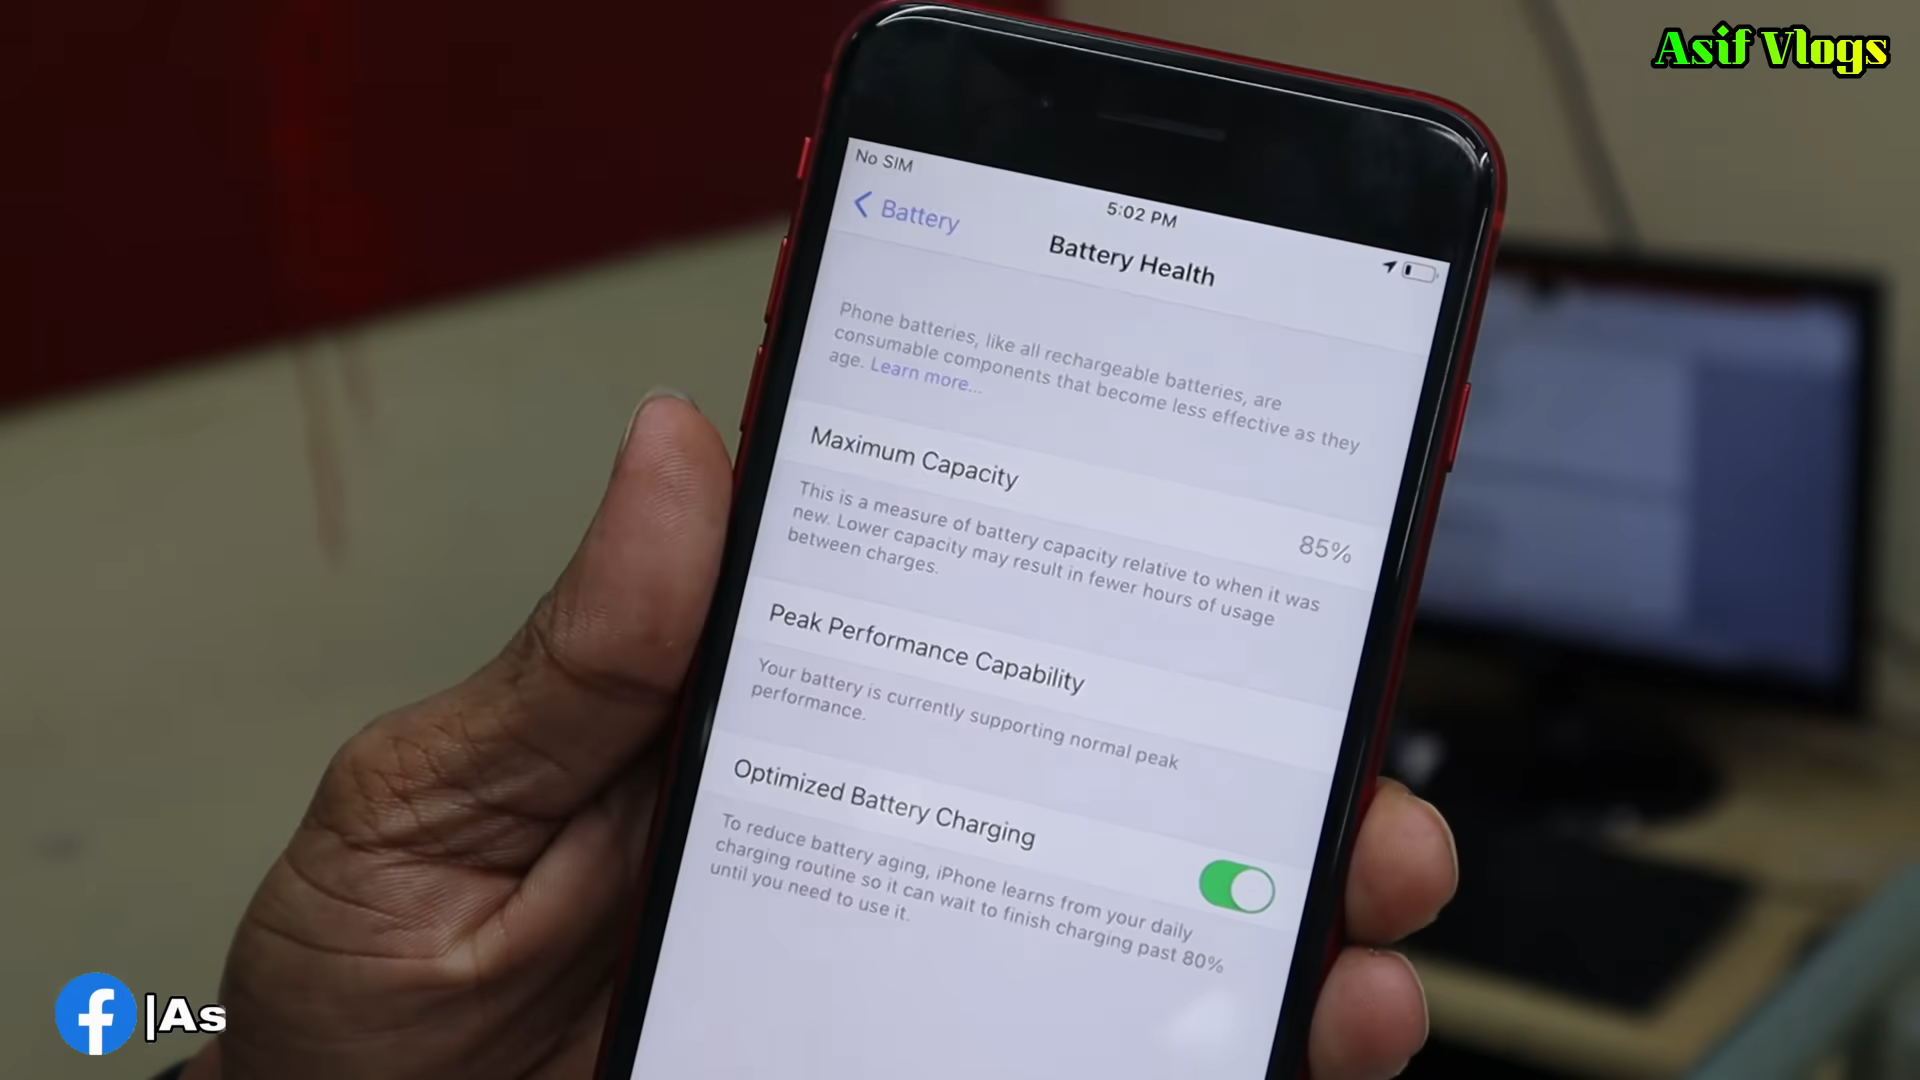 Asif Vlogs
No SIM
5:02 PM
Battery
Battery Health
Phone batteries, like all rechargeable batteries, are
consumable components that become less effective as they
age. Learn more...
Maximum Capacity
85%
This is a measure of battery capacity relative to when it was
new. Lower capacity may result in fewer hours of usage
between charges.
Peak Performance Capability
Your battery is currently supporting normal peak
performance.
Optimized Battery Charging
To reduce battery aging, iPhone learns from your daily
charging routine so it can wait to finish charging past 80%
until you need to use it.
|As